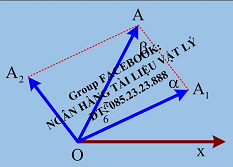 A
β
Group FACEBOOK:
A₂
NGÂN HÀNG TÀI LIỆU VẬT LÝ
α
A₁
ĐT: 085.23.23.888
6
O
x